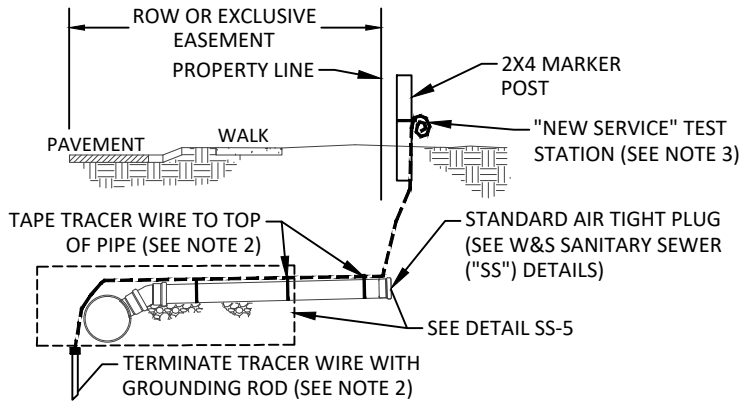 ROW OR EXCLUSIVE
EASEMENT
PROPERTY LINE
2X4 MARKER
POST
PAVEMENT
WALK
"NEW SERVICE" TEST
STATION (SEE NOTE 3)
TAPE TRACER WIRE TO TOP
OF PIPE (SEE NOTE 2)
STANDARD AIR TIGHT PLUG
(SEE W&S SANITARY SEWER
("SS") DETAILS)
SEE DETAIL SS-5
TERMINATE TRACER WIRE WITH
GROUNDING ROD (SEE NOTE 2)